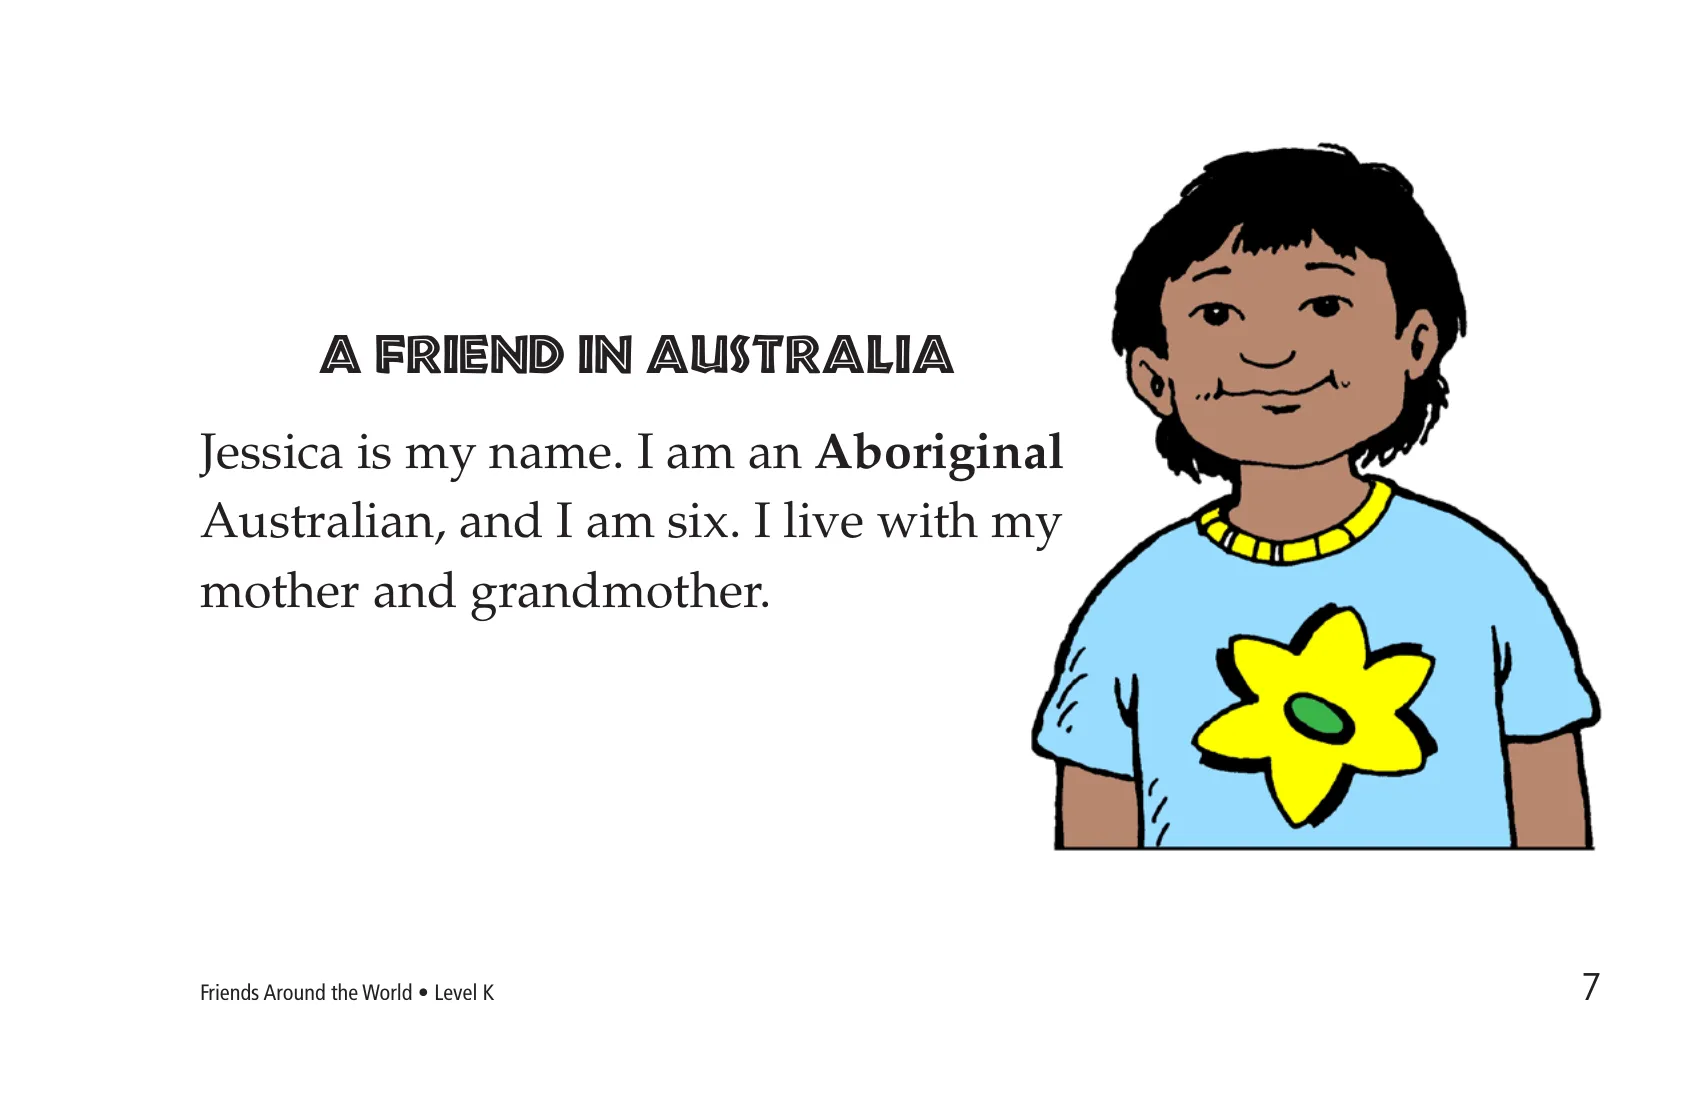 A FRIEND IN AUSTRALIA
Jessica is my name. I am an Aboriginal
Australian, and I am six. I live with my
mother and grandmother.
Friends Around the World • Level K
7